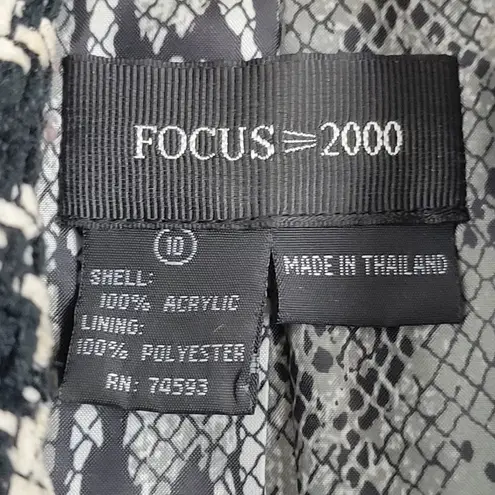 FOCUS 2000
10
SHELL:
100% ACRYLIC
LINING:
100% POLYESTER
RN: 74593
MADE IN THAILAND